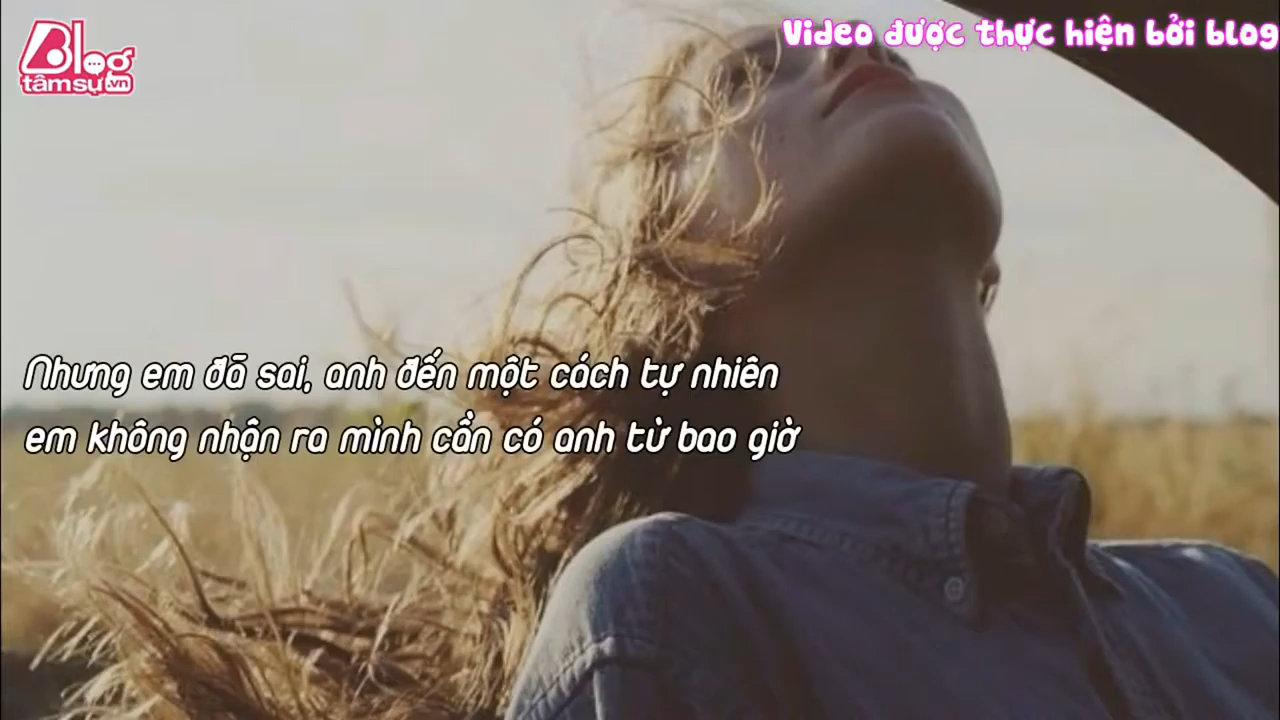 Blog
tâmsự.vn
Video được thực hiện bởi blog
Nhưng em đã sai, anh đến một cách tự nhiên
em không nhận ra mình cần có anh từ bao giờ